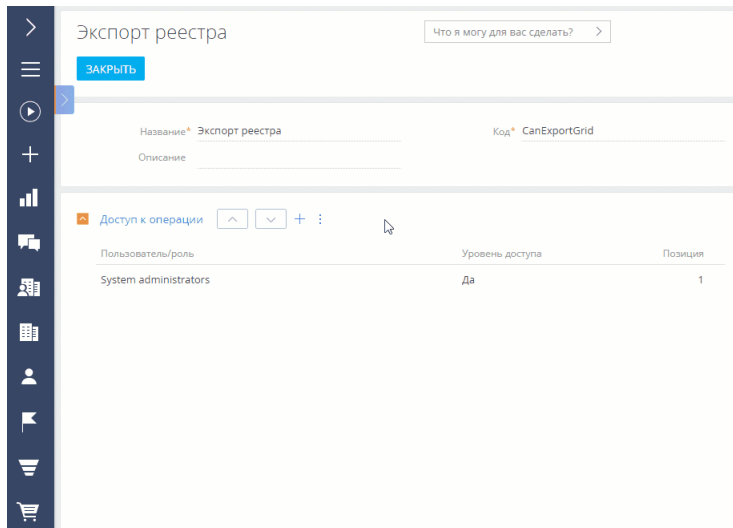 Экспорт реестра
Что я могу для вас сделать?
ЗАКРЫТЬ
Название* Экспорт реестра
Код* CanExportGrid
Описание
Доступ к операции
Пользователь/роль Уровень доступа Позиция
System administrators Да 1